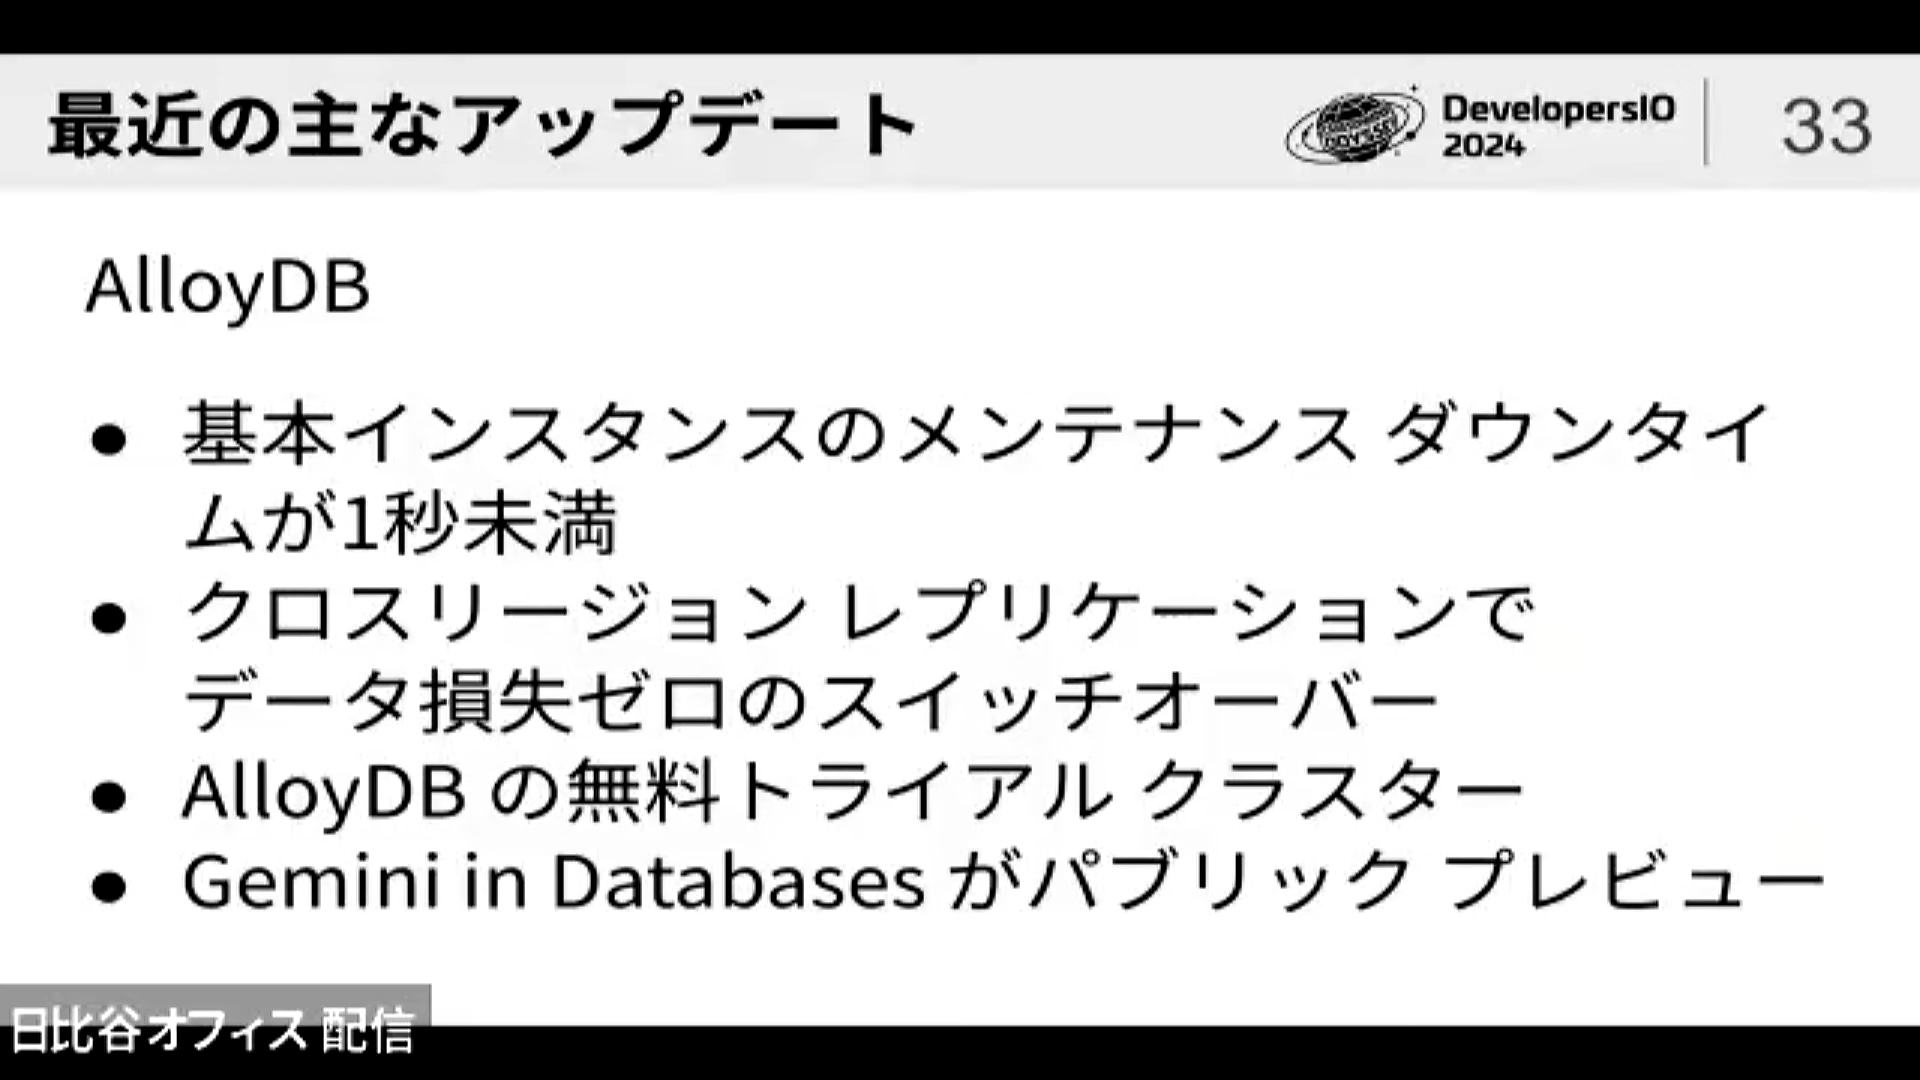 最近の主なアップデート
ODYSSEY
DevelopersIO
2024
33
AlloyDB
● 基本インスタンスのメンテナンス ダウンタイ
ムが1秒未満
● クロスリージョン レプリケーションで
データ損失ゼロのスイッチオーバー
● AlloyDB の無料トライアル クラスター
● Gemini in Databases がパブリック プレビュー
日比谷オフィス 配信